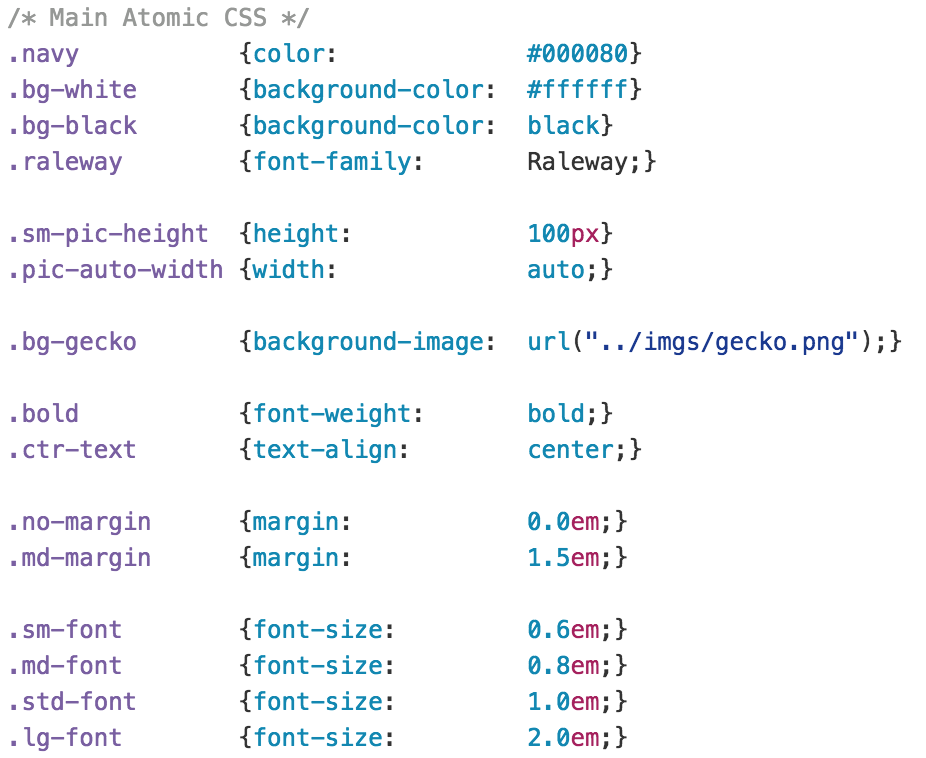 /* Main Atomic CSS */
.navy           {color:             #000080}
.bg-white       {background-color:  #ffffff}
.bg-black       {background-color:  black}
.raleway        {font-family:       Raleway;}

.sm-pic-height  {height:            100px}
.pic-auto-width {width:             auto;}

.bg-gecko       {background-image:  url("../imgs/gecko.png");}

.bold           {font-weight:       bold;}
.ctr-text       {text-align:        center;}

.no-margin      {margin:            0.0em;}
.md-margin      {margin:            1.5em;}

.sm-font        {font-size:         0.6em;}
.md-font        {font-size:         0.8em;}
.std-font       {font-size:         1.0em;}
.lg-font        {font-size:         2.0em;}